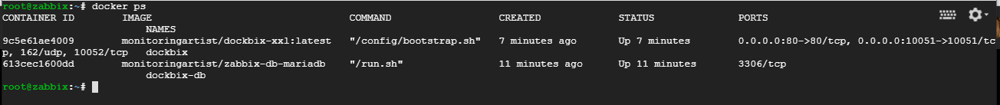 root@zabbix:~# docker ps
CONTAINER ID        IMAGE                                COMMAND                  CREATED             STATUS              PORTS
                         NAMES
9c5e61ae4009        monitoringartist/dockbix-xxl:latest   "/config/bootstrap.sh"   7 minutes ago       Up 7 minutes        0.0.0.0:80->80/tcp, 0.0.0.0:10051->10051/tc
p, 162/udp, 10052/tcp   dockbix
613cec1600dd        monitoringartist/zabbix-db-mariadb    "/run.sh"                11 minutes ago      Up 11 minutes       3306/tcp
                         dockbix-db
root@zabbix:~#